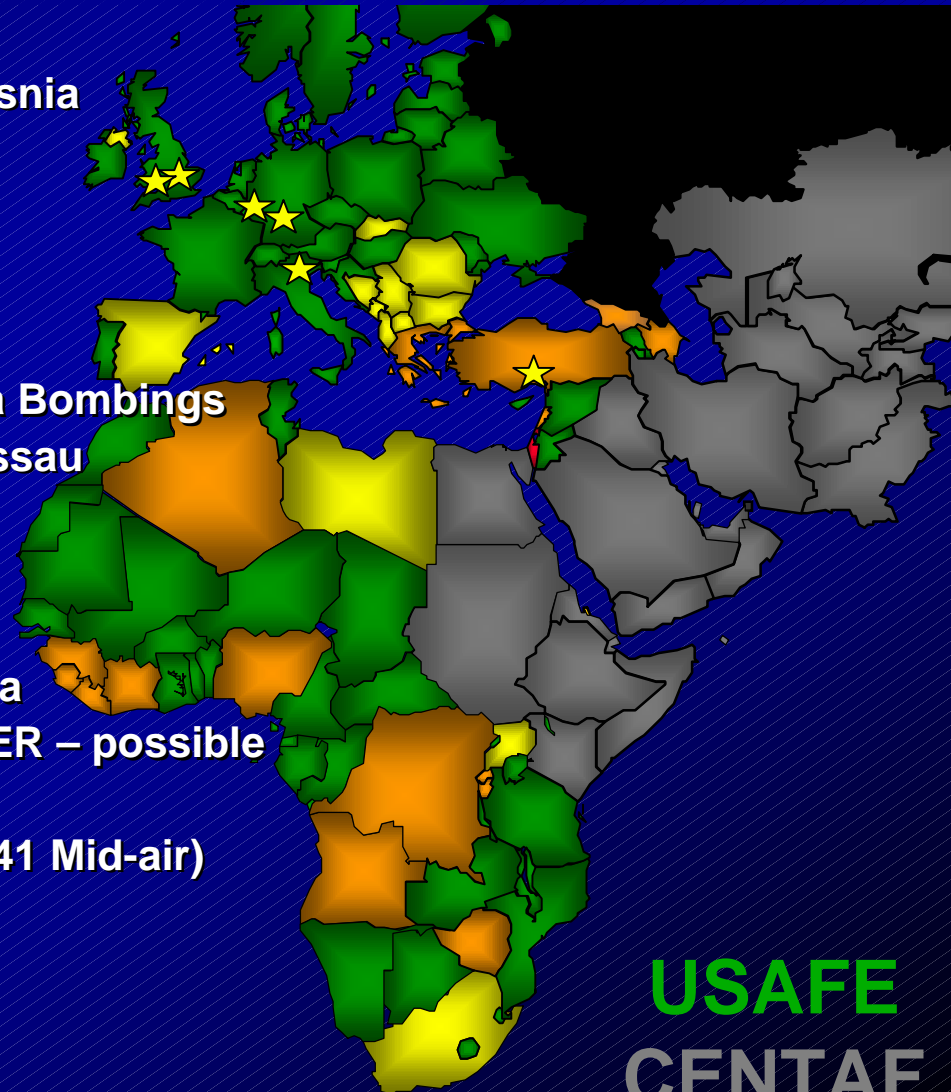 snia
a Bombings
ssau
a
ER – possible
41 Mid-air)
USAFE
CENTAF